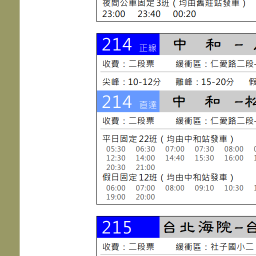 夜間公車固定3班 ( 均由舊莊站發車 )
23:00 23:40 00:20
214 正線 中 和 -
收費：二段票 緩衝區：仁愛路二段-
尖峰：10-12分 離峰：15-20分
214 直達 中 和 -松
收費：二段票 緩衝區：仁愛路二段-
平日固定22班 ( 均由中和站發車 )
05:30 06:30 07:00 07:30 08:00
12:30 14:00 14:40 15:30 16:00
20:30 21:00
假日固定12班 ( 均由中和站發車 )
06:00 07:00 08:00 09:10 10:30
19:00 20:00
215 台北海院-台
收費：二段票 緩衝區：社子國小二